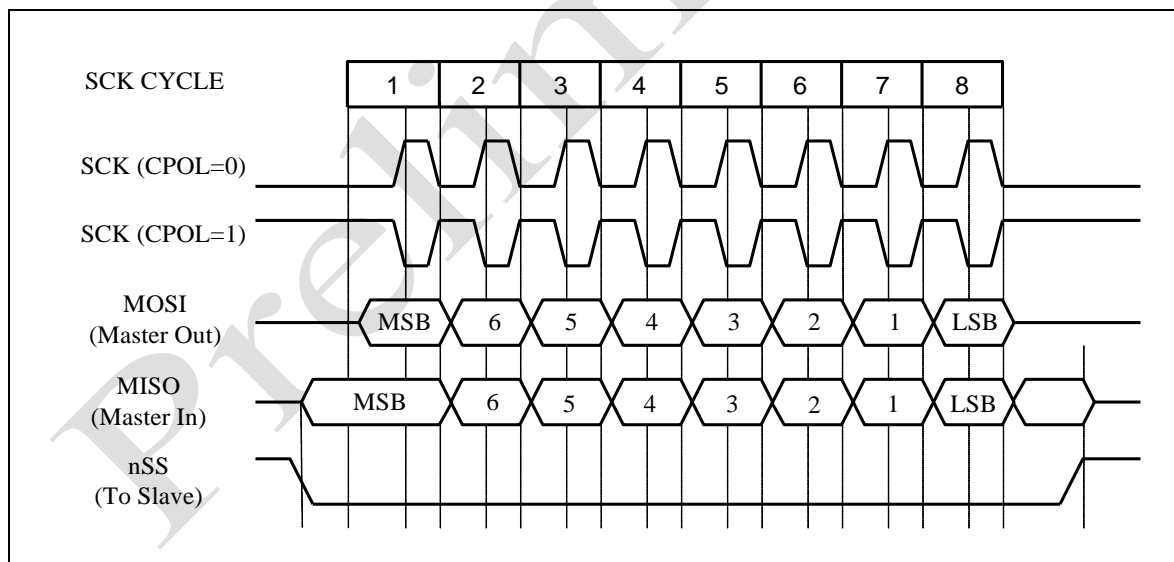 SCK CYCLE 1 2 3 4 5 6 7 8
SCK (CPOL=0)
SCK (CPOL=1)
MOSI
(Master Out) MSB 6 5 4 3 2 1 LSB
MISO
(Master In) MSB 6 5 4 3 2 1 LSB
nSS
(To Slave)
Prelim